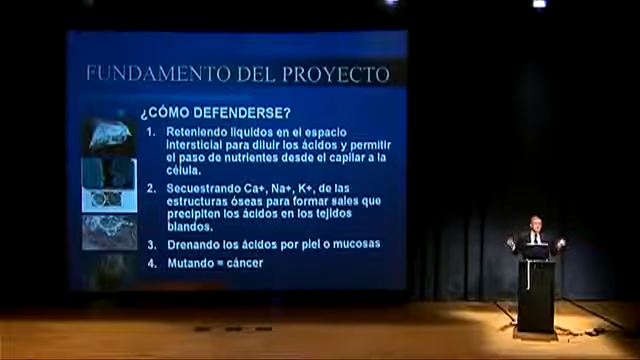 FUNDAMENTO DEL PROYECTO
¿CÓMO DEFENDERSE?
1. Reteniendo liquidos en el espacio
intersticial para diluir los ácidos y permitir
el paso de nutrientes desde el capilar a la
célula.
2. Secuestrando Ca+, Na+, K+, de las
estructuras óseas para formar sales que
precipiten los ácidos en los tejidos
blandos.
3. Drenando los ácidos por piel o mucosas
4. Mutando = cáncer